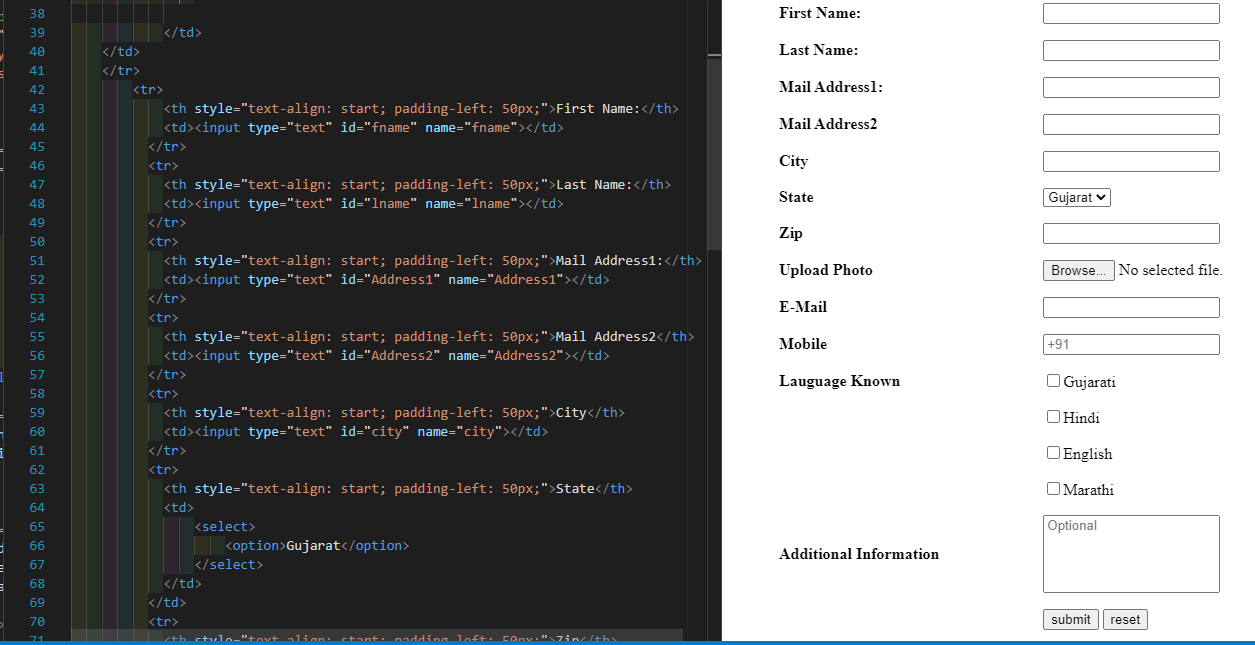 38
39 </td>
40 </td>
41 </tr>
42 <tr>
43 <th style="text-align: start; padding-left: 50px;">First Name:</th>
44 <td><input type="text" id="fname" name="fname"></td>
45 </tr>
46 <tr>
47 <th style="text-align: start; padding-left: 50px;">Last Name:</th>
48 <td><input type="text" id="lname" name="lname"></td>
49 </tr>
50 <tr>
51 <th style="text-align: start; padding-left: 50px;">Mail Address1:</th>
52 <td><input type="text" id="Address1" name="Address1"></td>
53 </tr>
54 <tr>
55 <th style="text-align: start; padding-left: 50px;">Mail Address2</th>
56 <td><input type="text" id="Address2" name="Address2"></td>
57 </tr>
58 <tr>
59 <th style="text-align: start; padding-left: 50px;">City</th>
60 <td><input type="text" id="city" name="city"></td>
61 </tr>
62 <tr>
63 <th style="text-align: start; padding-left: 50px;">State</th>
64 <td>
65 <select>
66 <option>Gujarat</option>
67 </select>
68 </td>
69 </td>
70 <tr>
71 <th style="text-align: start; padding-left: 50px;">Zip</th>
First Name:
Last Name:
Mail Address1:
Mail Address2
City
State Gujarat
Zip
Upload Photo Browse... No selected file.
E-Mail
Mobile +91
Lauguage Known Gujarati
Hindi
English
Marathi
Optional
Additional Information
submit reset